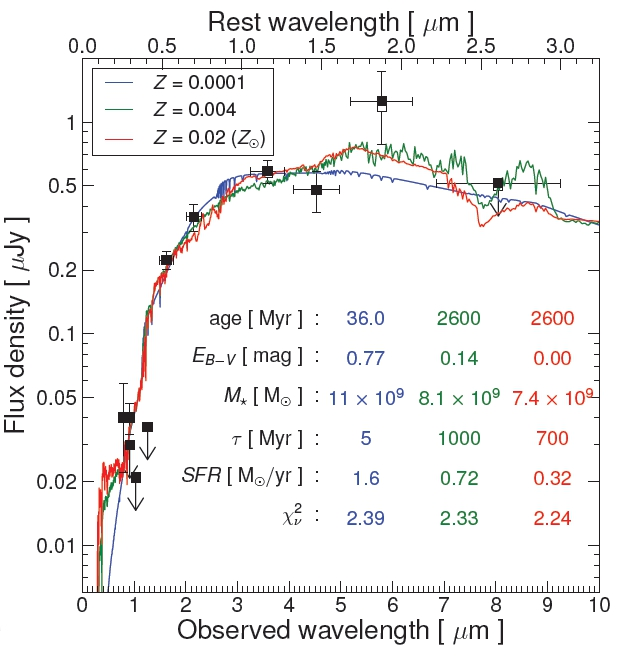 Rest wavelength [ μm ]
0.0 0.5 1.0 1.5 2.0 2.5 3.0
Z = 0.0001
Z = 0.004
Z = 0.02 (Z☉)
1
0.5
0.2
0.1
0.05
0.02
0.01
Flux density [ μJy ]
age [ Myr ] : 36.0 2600 2600
E_B−V [ mag ] : 0.77 0.14 0.00
M⋆ [ M☉ ] : 11 × 10⁹ 8.1 × 10⁹ 7.4 × 10⁹
τ [ Myr ] : 5 1000 700
SFR [ M☉/yr ] : 1.6 0.72 0.32
χ²ᵥ : 2.39 2.33 2.24
0 1 2 3 4 5 6 7 8 9 10
Observed wavelength [ μm ]